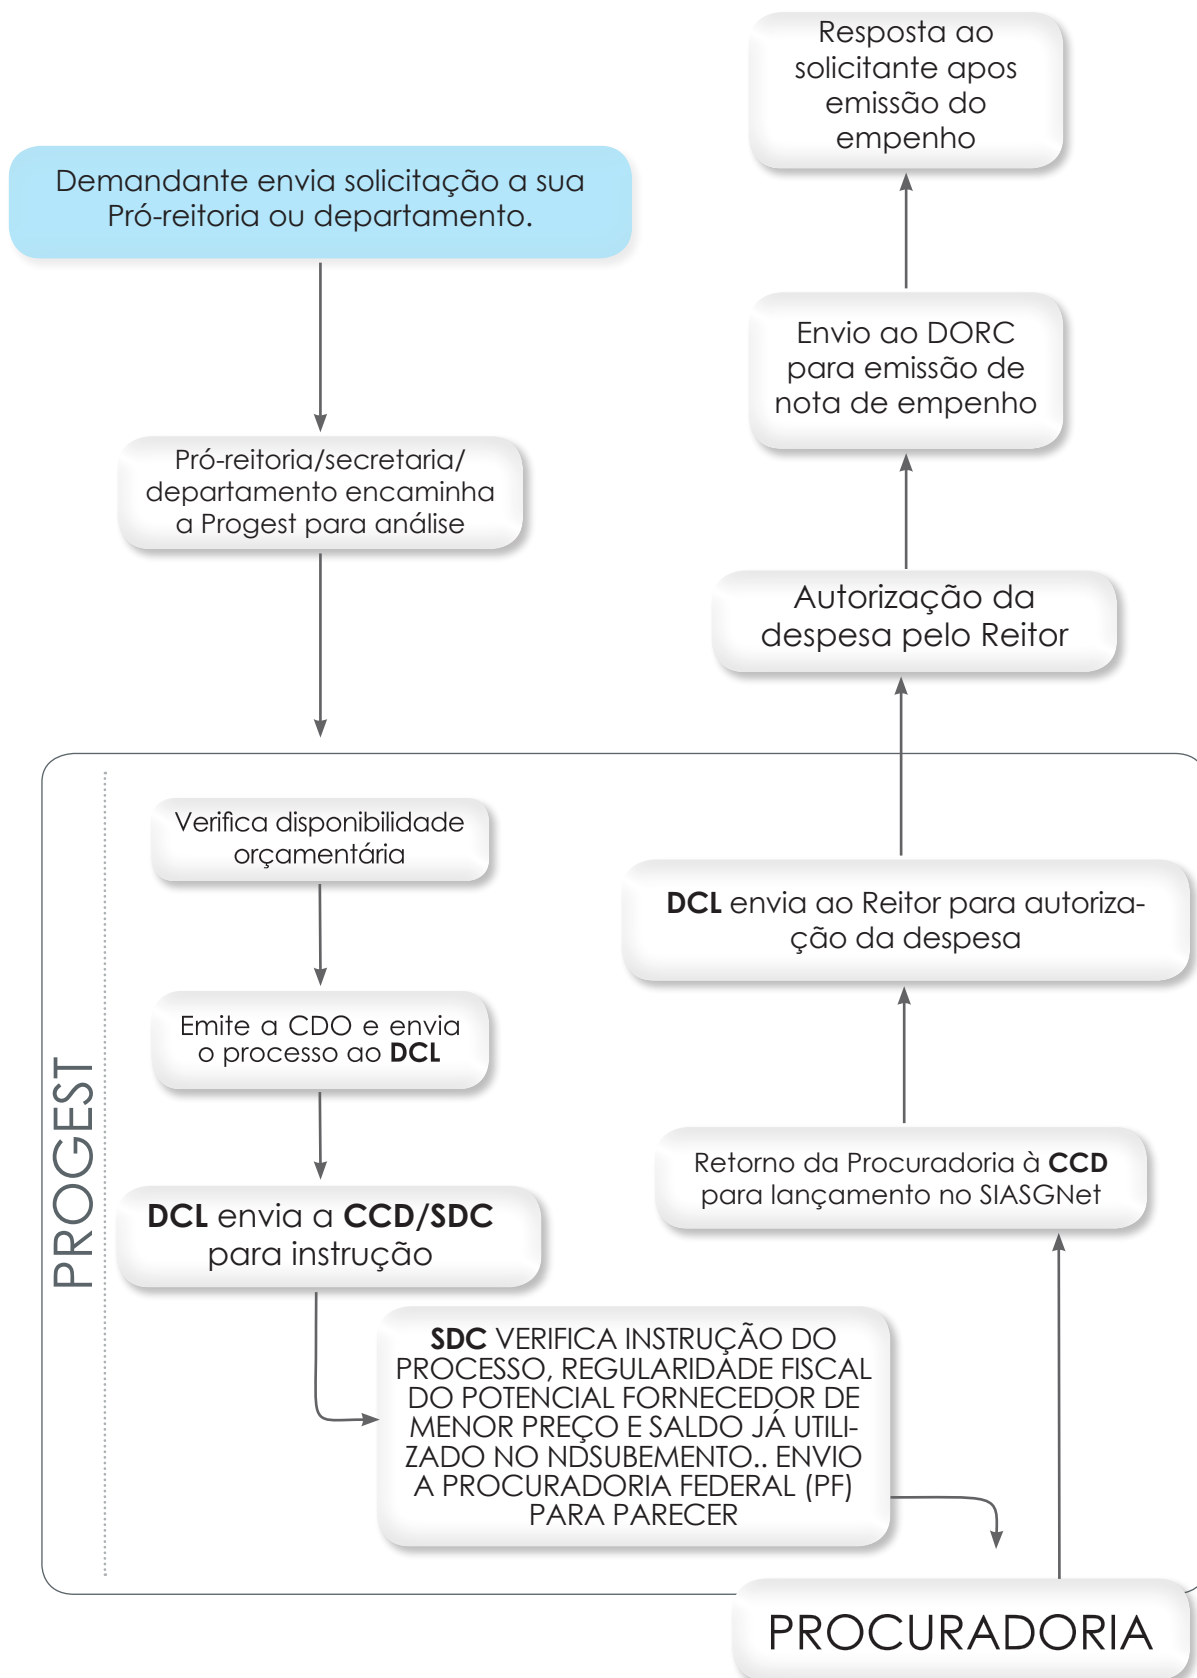 Demandante envia solicitação a sua
Pró-reitoria ou departamento.
Pró-reitoria/secretaria/
departamento encaminha
a Progest para análise
PROGEST
Verifica disponibilidade
orçamentária
Emite a CDO e envia
o processo ao DCL
DCL envia a CCD/SDC
para instrução
SDC VERIFICA INSTRUÇÃO DO
PROCESSO, REGULARIDADE FISCAL
DO POTENCIAL FORNECEDOR DE
MENOR PREÇO E SALDO JÁ UTILI-
ZADO NO NDSUBEMENTO.. ENVIO
A PROCURADORIA FEDERAL (PF)
PARA PARECER
PROCURADORIA
Retorno da Procuradoria à CCD
para lançamento no SIASGNet
DCL envia ao Reitor para autoriza-
ção da despesa
Autorização da
despesa pelo Reitor
Envio ao DORC
para emissão de
nota de empenho
Resposta ao
solicitante apos
emissão do
empenho